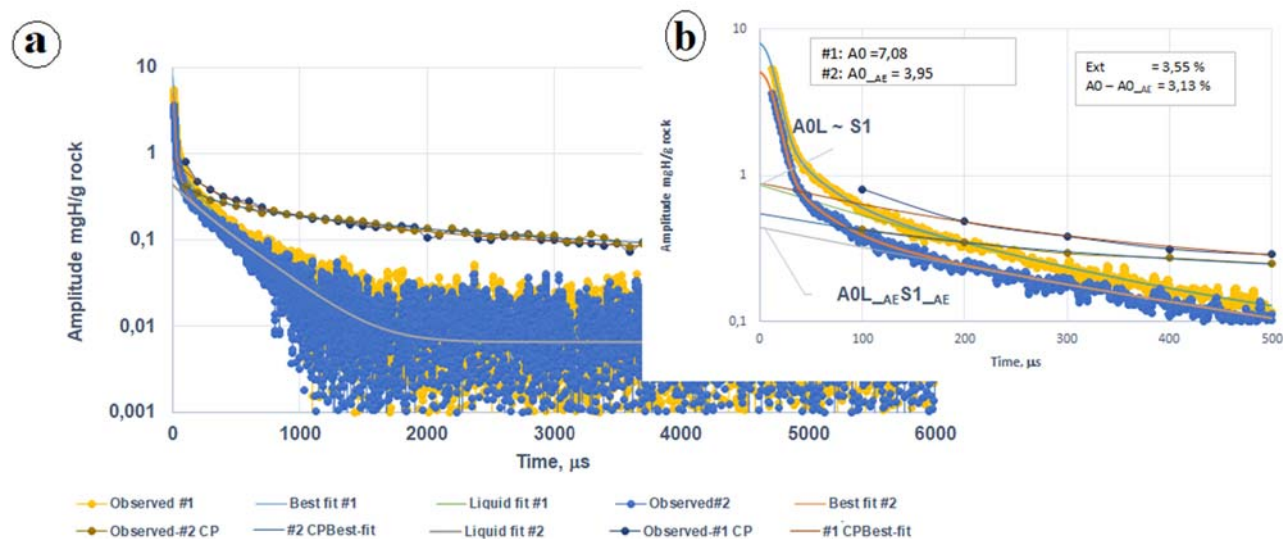 a
Amplitude mgH/g rock
10
1
0,1
0,01
0,001
0
1000
2000
3000
4000
5000
6000
Time, µs
b
Amplitude mgH/g rock
10
1
0,1
#1: A0 =7,08
#2: A0_AE = 3,95
Ext = 3,55 %
A0 – A0_AE = 3,13 %
A0L ~ S1
A0L_AE S1_AE
0
100
200
300
400
500
Time, µs
Observed #1 Best fit #1 Liquid fit #1 Observed#2 Best fit #2
Observed-#2 CP #2 CPBest-fit Liquid fit #2 Observed-#1 CP #1 CPBest-fit